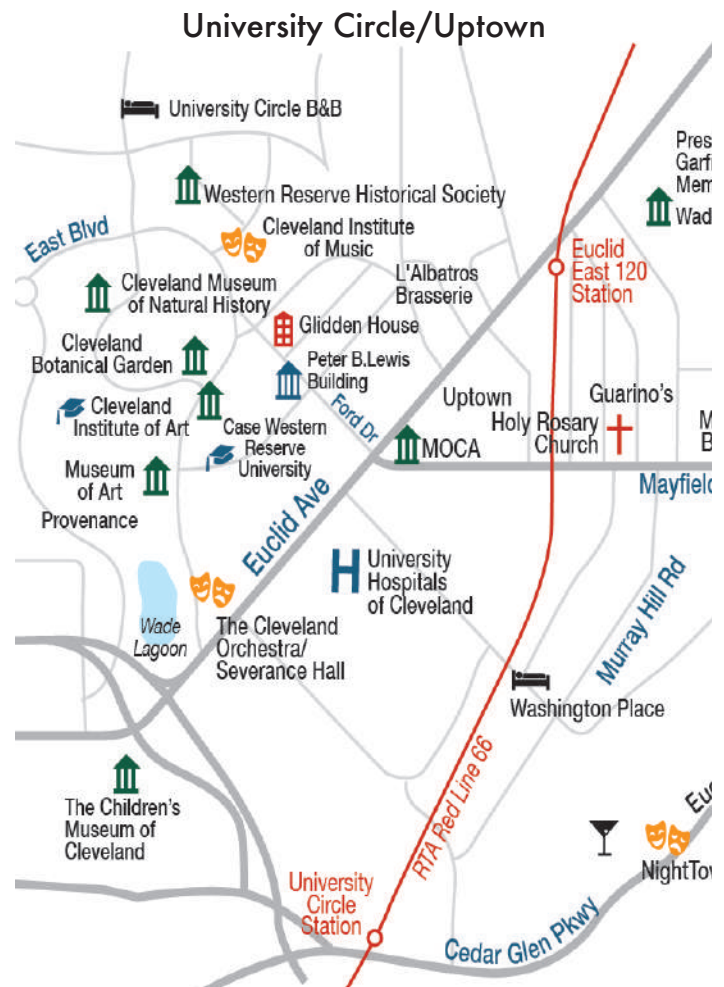 University Circle/Uptown
University Circle B&B
Western Reserve Historical Society
Cleveland Institute
of Music
East Blvd
Cleveland Museum
of Natural History
L'Albatros
Brasserie
Euclid
East 120
Station
Glidden House
Cleveland
Botanical Garden
Peter B.Lewis
Building
Ford Dr
Cleveland
Institute of Art
Case Western
Reserve
University
Uptown
Guarino's
Holy Rosary
Church
MOCA
Museum
of Art
Provenance
Euclid Ave
Mayfield
H
University
Hospitals
of Cleveland
Murray Hill Rd
Wade
Lagoon
The Cleveland
Orchestra/
Severance Hall
Washington Place
RTA Red Line 66
The Children's
Museum of
Cleveland
University
Circle
Station
Cedar Glen Pkwy